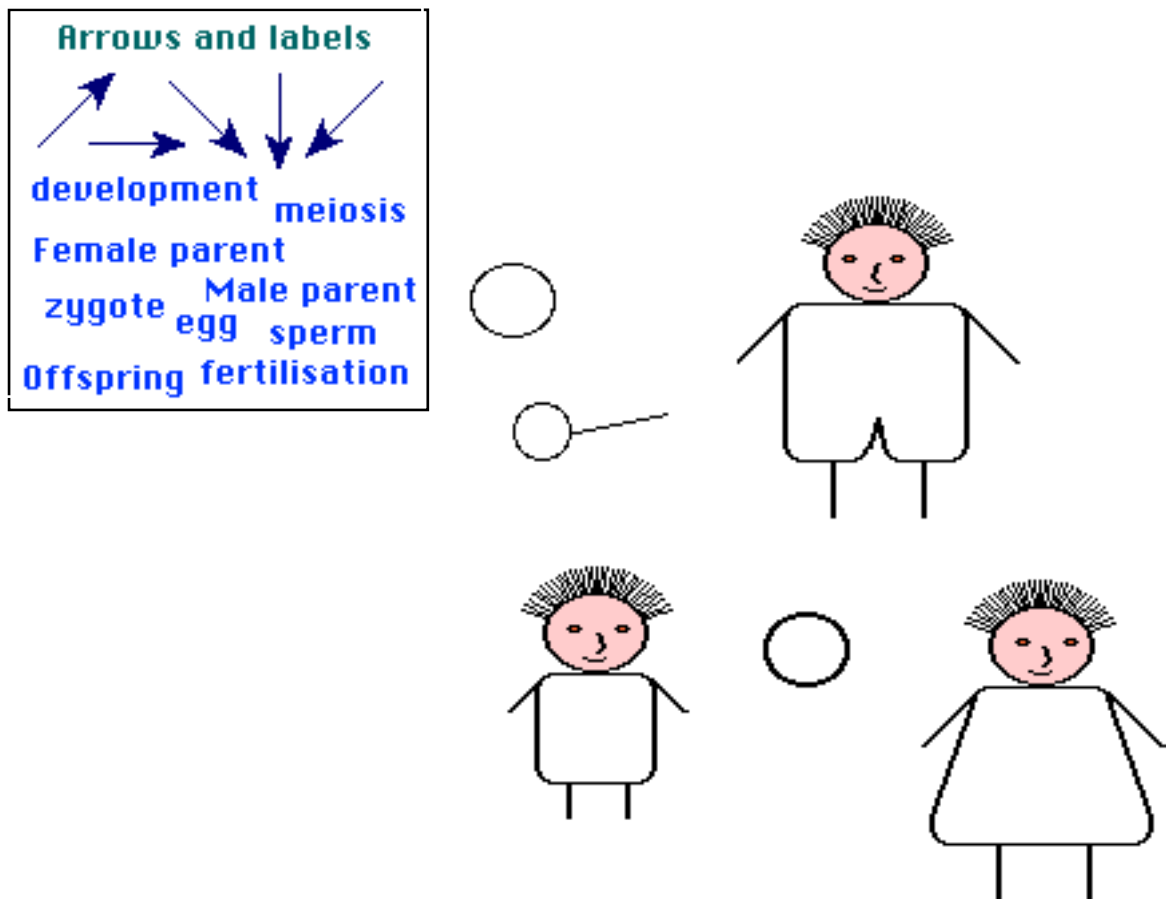 Arrows and labels
development
meiosis
Female parent
Male parent
zygote
egg
sperm
Offspring
fertilisation